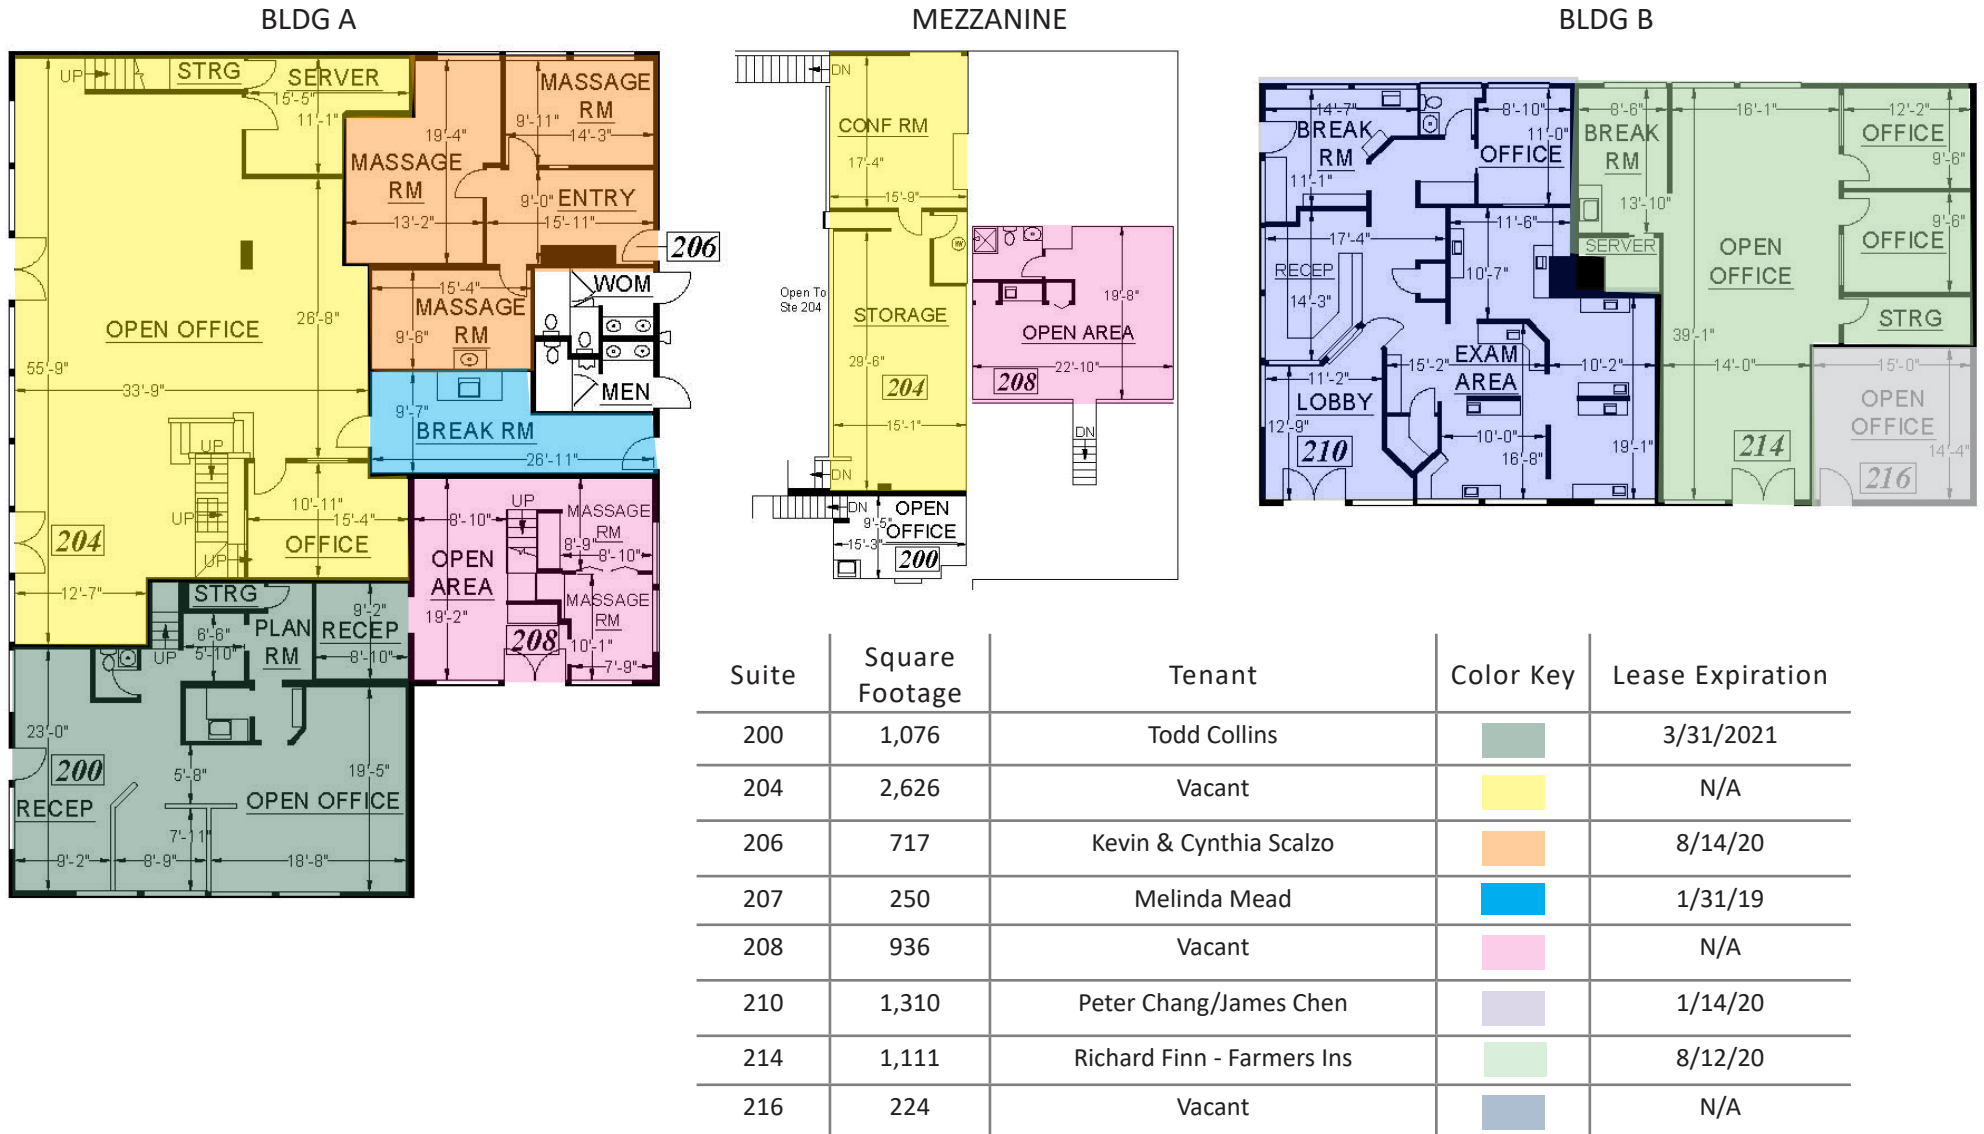 BLDG A
MEZZANINE
BLDG B
UP
STRG
SERVER
15'-5"
11'-1"
19'-4"
MASSAGE
RM
9'-11"
14'-3"
MASSAGE
RM
13'-2"
9'-0"
ENTRY
15'-11"
206
OPEN OFFICE
26'-8"
55'-9"
33'-9"
15'-4"
MASSAGE
RM
9'-6"
WOM
MEN
9'-7"
BREAK RM
26'-11"
UP
UP
UP
10'-11"
15'-4"
OFFICE
204
12'-7"
8'-10"
UP
OPEN
AREA
19'-2"
MASSAGE
RM
8'-9"
8'-10"
MASSAGE
RM
10'-1"
7'-9"
208
STRG
UP
6'-6"
5'-10"
PLAN
RM
9'-2"
RECEP
8'-10"
23'-0"
200
RECEP
5'-8"
19'-5"
OPEN OFFICE
7'-11"
9'-2"
8'-9"
18'-8"
DN
CONF RM
17'-4"
15'-9"
Open To
Ste 204
STORAGE
29'-6"
204
15'-1"
DN
DN
OPEN
OFFICE
9'-5"
15'-3"
200
19'-8"
OPEN AREA
22'-10"
208
DN
14'-7"
BREAK
RM
11'-1"
8'-10"
11'-0"
OFFICE
17'-4"
RECEP
14'-3"
11'-6"
10'-7"
EXAM
AREA
15'-2"
10'-2"
11'-2"
LOBBY
12'-9"
210
10'-0"
16'-8"
19'-1"
8'-6"
BREAK
RM
13'-10"
SERVER
16'-1"
OPEN
OFFICE
39'-1"
14'-0"
214
12'-2"
OFFICE
9'-6"
9'-6"
OFFICE
STRG
15'-0"
OPEN
OFFICE
14'-4"
216
Suite Square Footage Tenant Color Key Lease Expiration
200 1,076 Todd Collins 3/31/2021
204 2,626 Vacant N/A
206 717 Kevin & Cynthia Scalzo 8/14/20
207 250 Melinda Mead 1/31/19
208 936 Vacant N/A
210 1,310 Peter Chang/James Chen 1/14/20
214 1,111 Richard Finn - Farmers Ins 8/12/20
216 224 Vacant N/A